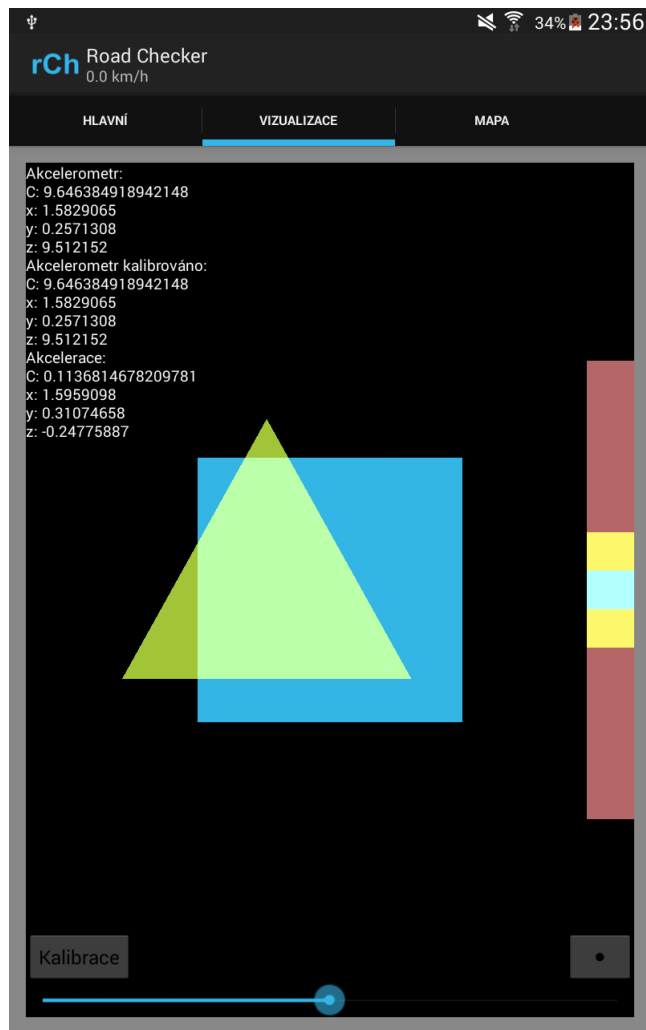 34% 23:56
rCh Road Checker
0.0 km/h
HLAVNÍ VIZUALIZACE MAPA
Akcelerometr:
C: 9.646384918942148
x: 1.5829065
y: 0.2571308
z: 9.512152
Akcelerometr kalibrováno:
C: 9.646384918942148
x: 1.5829065
y: 0.2571308
z: 9.512152
Akcelerace:
C: 0.1136814678209781
x: 1.5959098
y: 0.31074658
z: -0.24775887
Kalibrace